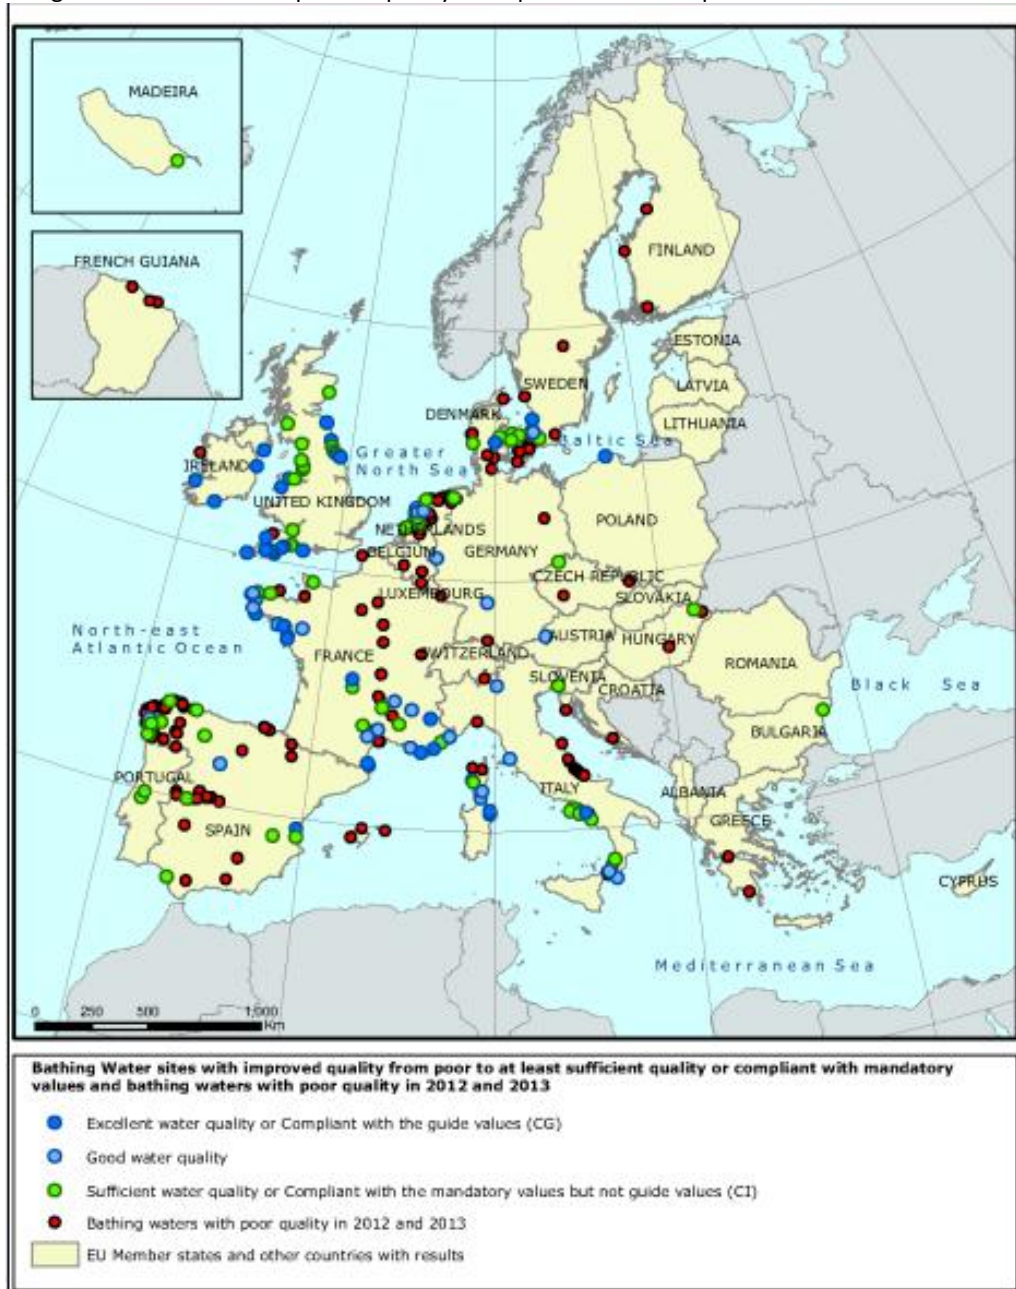 MADEIRA
FRENCH GUIANA
FINLAND
ESTONIA
SWEDEN
LATVIA
DENMARK
LITHUANIA
Baltic Sea
Greater
North Sea
IRELAND
UNITED KINGDOM
NETHERLANDS
POLAND
BELGIUM
GERMANY
CZECH REPUBLIC
LUXEMBOURG
SLOVAKIA
North-east
Atlantic Ocean
AUSTRIA
HUNGARY
FRANCE
SWITZERLAND
ROMANIA
SLOVENIA
CROATIA
Black Sea
BULGARIA
PORTUGAL
ITALY
ALBANIA
SPAIN
GREECE
CYPRUS
Mediterranean Sea
0 250 500 1,000
Km
Bathing Water sites with improved quality from poor to at least sufficient quality or compliant with mandatory
values and bathing waters with poor quality in 2012 and 2013
Excellent water quality or Compliant with the guide values (CG)
Good water quality
Sufficient water quality or Compliant with the mandatory values but not guide values (CI)
Bathing waters with poor quality in 2012 and 2013
EU Member states and other countries with results